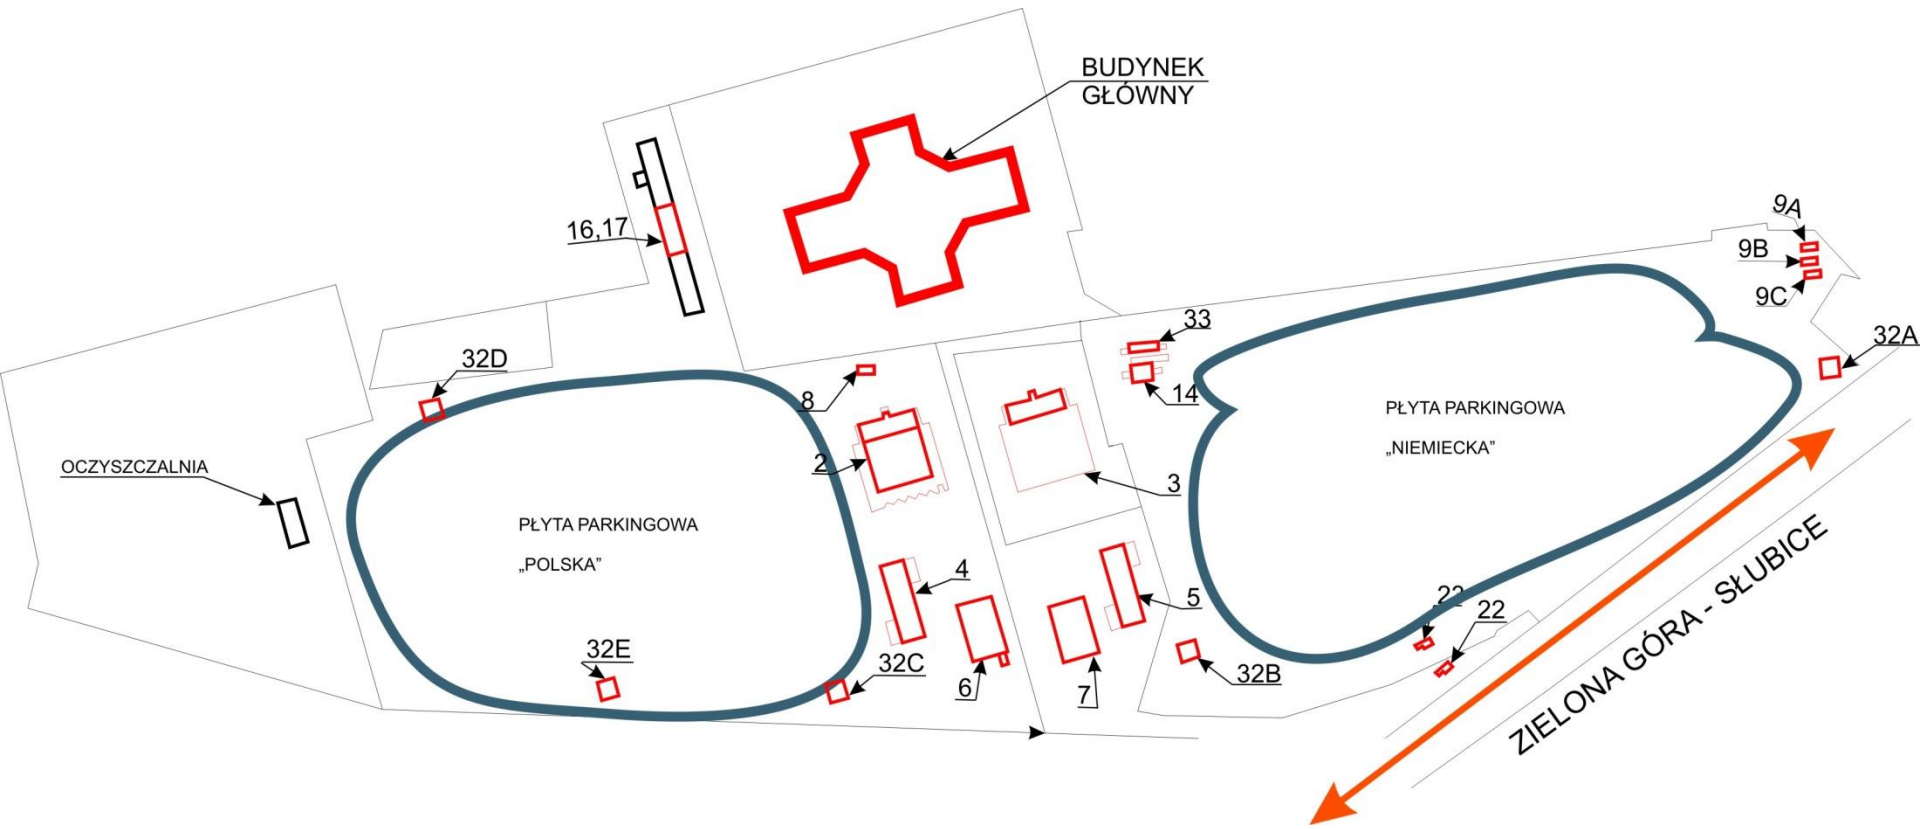 BUDYNEK
GŁÓWNY
9A
16,17
9B
9C
33
32A
32D
8
14
PŁYTA PARKINGOWA
„NIEMIECKA”
OCZYSZCZALNIA
2
3
PŁYTA PARKINGOWA
„POLSKA”
4
5
22
22
ZIELONA GÓRA - SŁUBICE
32E
32C
32B
6
7